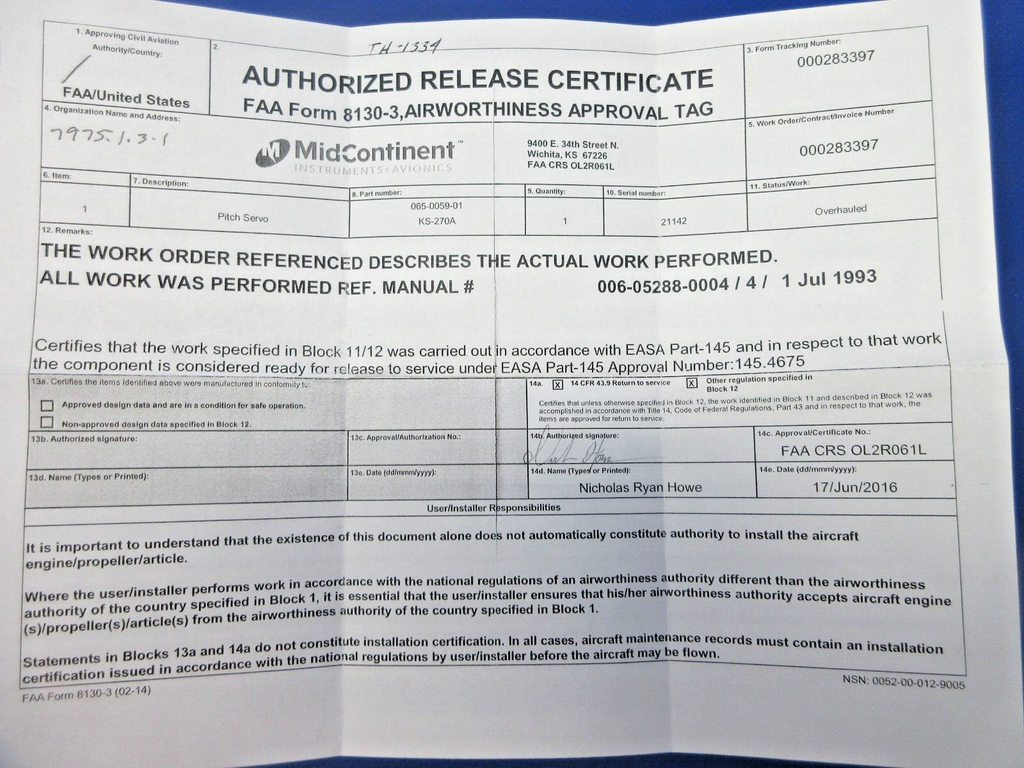 TH-1334
1. Approving Civil Aviation
Authority/Country:
FAA/United States
2.
AUTHORIZED RELEASE CERTIFICATE
FAA Form 8130-3,AIRWORTHINESS APPROVAL TAG
3. Form Tracking Number:
000283397
4. Organization Name and Address:
7975.1.3.1
MidContinent™
INSTRUMENTS+AVIONICS
9400 E. 34th Street N.
Wichita, KS 67226
FAA CRS OL2R061L
5. Work Order/Contract/Invoice Number
000283397
6. Item:
1
7. Description:
Pitch Servo
8. Part number:
065-0059-01
KS-270A
9. Quantity:
1
10. Serial number:
21142
11. Status/Work:
Overhauled
12. Remarks:
THE WORK ORDER REFERENCED DESCRIBES THE ACTUAL WORK PERFORMED.
ALL WORK WAS PERFORMED REF. MANUAL # 006-05288-0004 / 4 / 1 Jul 1993
Certifies that the work specified in Block 11/12 was carried out in accordance with EASA Part-145 and in respect to that work
the component is considered ready for release to service under EASA Part-145 Approval Number:145.4675
13a. Certifies the items identified above were manufactured in conformity to:
Approved design data and are in a condition for safe operation.
Non-approved design data specified in Block 12.
14a. X 14 CFR 43.9 Return to service X Other regulation specified in
Block 12
Certifies that unless otherwise specified in Block 12, the work identified in Block 11 and described in Block 12 was
accomplished in accordance with Title 14, Code of Federal Regulations, Part 43 and in respect to that work, the
items are approved for return to service.
13b. Authorized signature:
13c. Approval/Authorization No.:
14b. Authorized signature:
14c. Approval/Certificate No.:
FAA CRS OL2R061L
13d. Name (Types or Printed):
13e. Date (dd/mmm/yyyy):
14d. Name (Types or Printed):
Nicholas Ryan Howe
14e. Date (dd/mmm/yyyy):
17/Jun/2016
User/Installer Responsibilities
It is important to understand that the existence of this document alone does not automatically constitute authority to install the aircraft
engine/propeller/article.
Where the user/installer performs work in accordance with the national regulations of an airworthiness authority different than the airworthiness
authority of the country specified in Block 1, it is essential that the user/installer ensures that his/her airworthiness authority accepts aircraft engine
(s)/propeller(s)/article(s) from the airworthiness authority of the country specified in Block 1.
Statements in Blocks 13a and 14a do not constitute installation certification. In all cases, aircraft maintenance records must contain an installation
certification issued in accordance with the national regulations by user/installer before the aircraft may be flown.
FAA Form 8130-3 (02-14)
NSN: 0052-00-012-9005